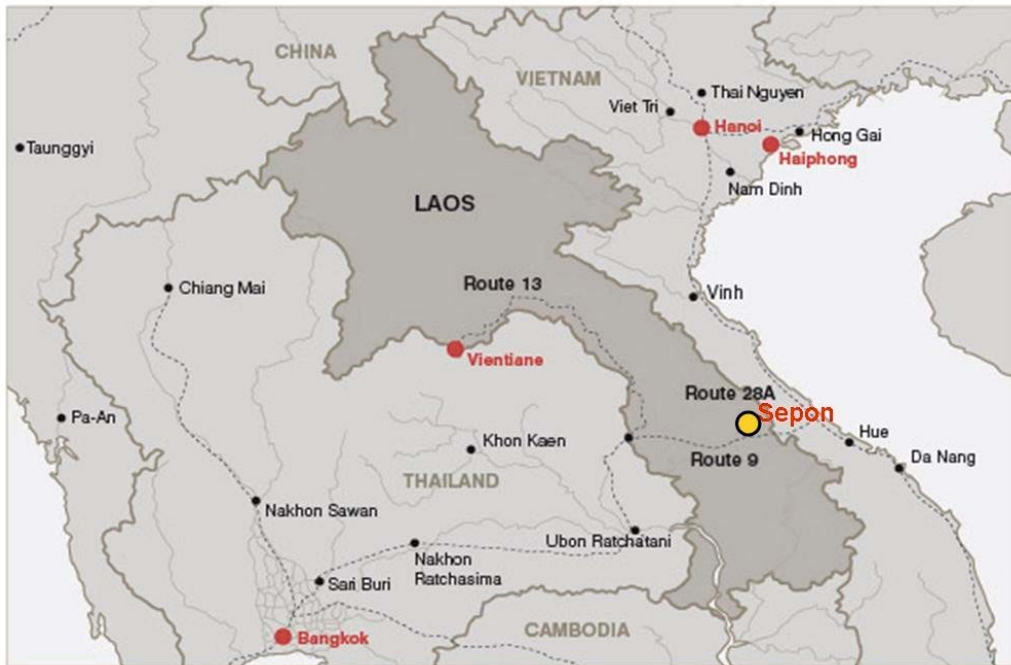 CHINA
VIETNAM
Thai Nguyen
Viet Tri
Hanoi
Hong Gai
Haiphong
Taunggyi
Nam Dinh
LAOS
Route 13
Chiang Mai
Vinh
Vientiane
Route 28A
Sepon
Pa-An
Hue
Khon Kaen
Route 9
Da Nang
THAILAND
Nakhon Sawan
Ubon Ratchatani
Nakhon
Ratchasima
Sari Buri
CAMBODIA
Bangkok